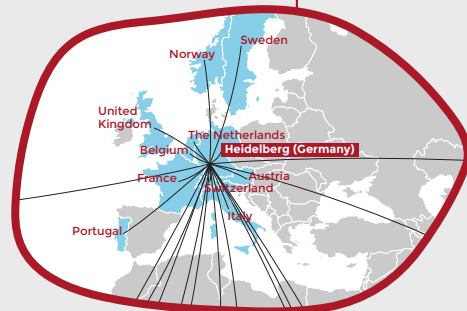 Sweden
Norway
United
Kingdom
The Netherlands
Belgium
Heidelberg (Germany)
France
Austria
Switzerland
Italy
Portugal